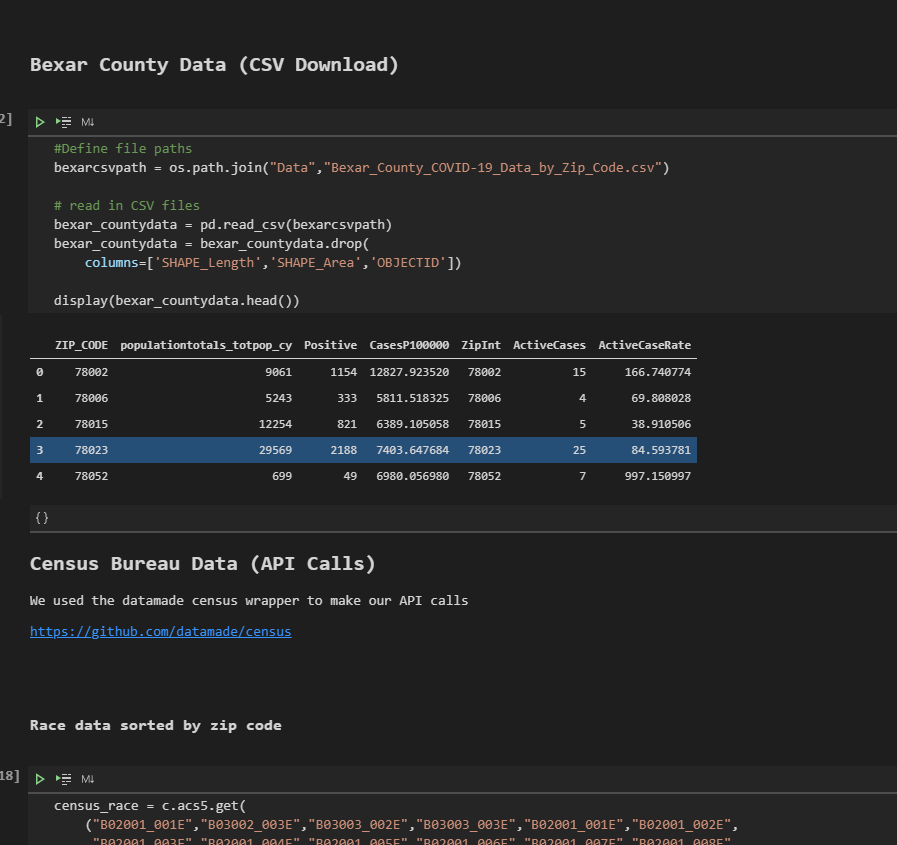 Bexar County Data (CSV Download)
2]
M↓
#Define file paths
bexarcsvpath = os.path.join("Data","Bexar_County_COVID-19_Data_by_Zip_Code.csv")
# read in CSV files
bexar_countydata = pd.read_csv(bexarcsvpath)
bexar_countydata = bexar_countydata.drop(
    columns=['SHAPE_Length','SHAPE_Area','OBJECTID'])
display(bexar_countydata.head())
ZIP_CODE populationtotals_totpop_cy Positive CasesP100000 ZipInt ActiveCases ActiveCaseRate
0 78002 9061 1154 12827.923520 78002 15 166.740774
1 78006 5243 333 5811.518325 78006 4 69.808028
2 78015 12254 821 6389.105058 78015 5 38.910506
3 78023 29569 2188 7403.647684 78023 25 84.593781
4 78052 699 49 6980.056980 78052 7 997.150997
{}
Census Bureau Data (API Calls)
We used the datamade census wrapper to make our API calls
https://github.com/datamade/census
Race data sorted by zip code
18]
M↓
census_race = c.acs5.get(
    ("B02001_001E","B03002_003E","B03003_002E","B03003_003E","B02001_001E","B02001_002E",
     "B02001_003E","B02001_004E","B02001_005E","B02001_006E","B02001_007E","B02001_008E",